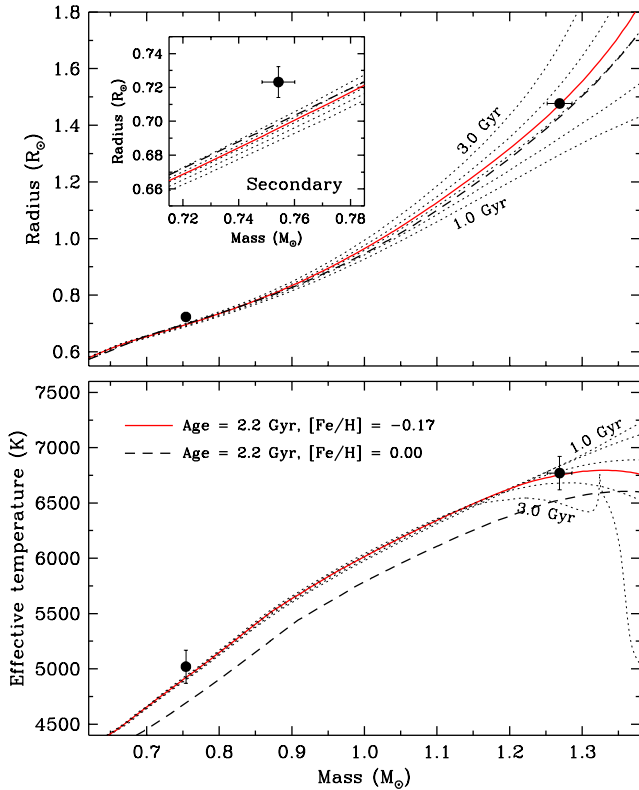 1.8
1.6
1.4
1.2
1.0
0.8
0.6
Radius (R⊙)
0.74
0.72
0.70
0.68
0.66
Radius (R⊙)
Secondary
0.72 0.74 0.76 0.78
Mass (M⊙)
3.0 Gyr
1.0 Gyr
7500
7000
6500
6000
5500
5000
4500
Effective temperature (K)
Age = 2.2 Gyr, [Fe/H] = −0.17
Age = 2.2 Gyr, [Fe/H] = 0.00
1.0 Gyr
3.0 Gyr
0.7 0.8 0.9 1.0 1.1 1.2 1.3
Mass (M⊙)